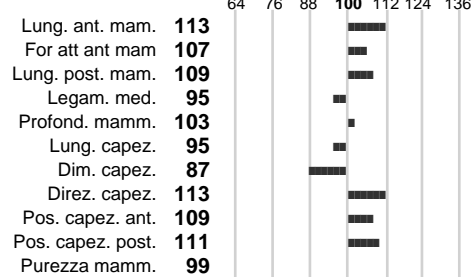 64 76 88 100 112 124 136
Lung. ant. mam. 113
For att ant mam 107
Lung. post. mam. 109
Legam. med. 95
Profond. mamm. 103
Lung. capez. 95
Dim. capez. 87
Direz. capez. 113
Pos. capez. ant. 109
Pos. capez. post. 111
Purezza mamm. 99